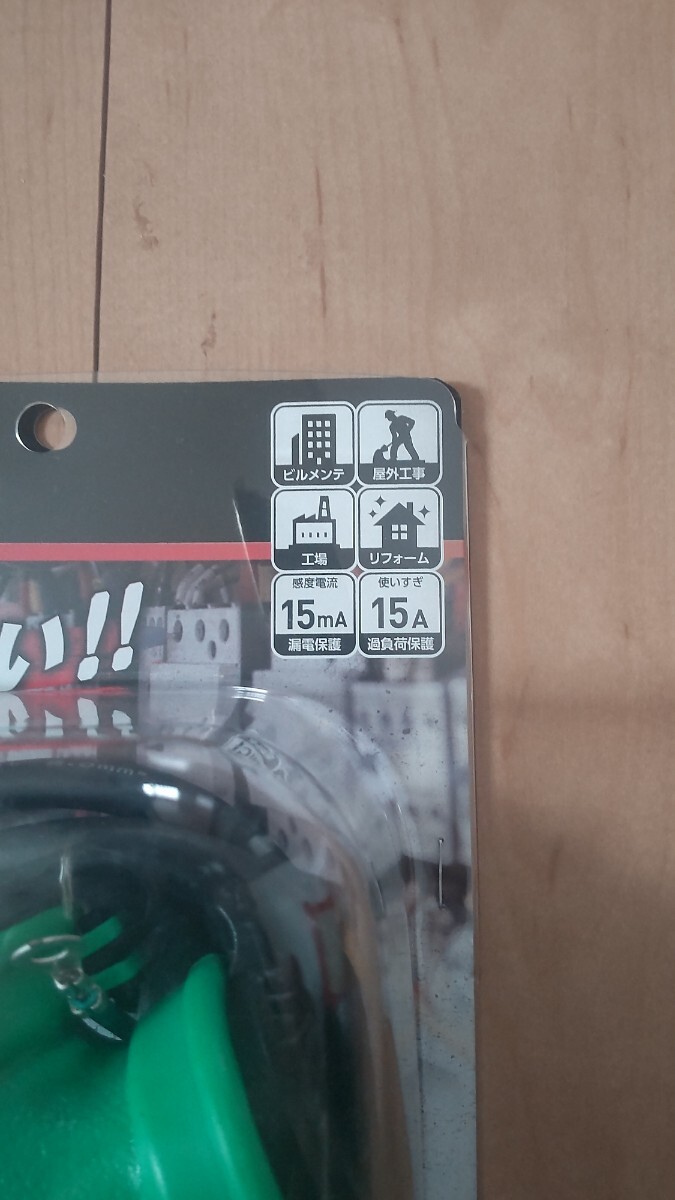 ビルメンテ
屋外工事
工場
リフォーム
感度電流
15mA
漏電保護
使いすぎ
15A
過負荷保護
い!!